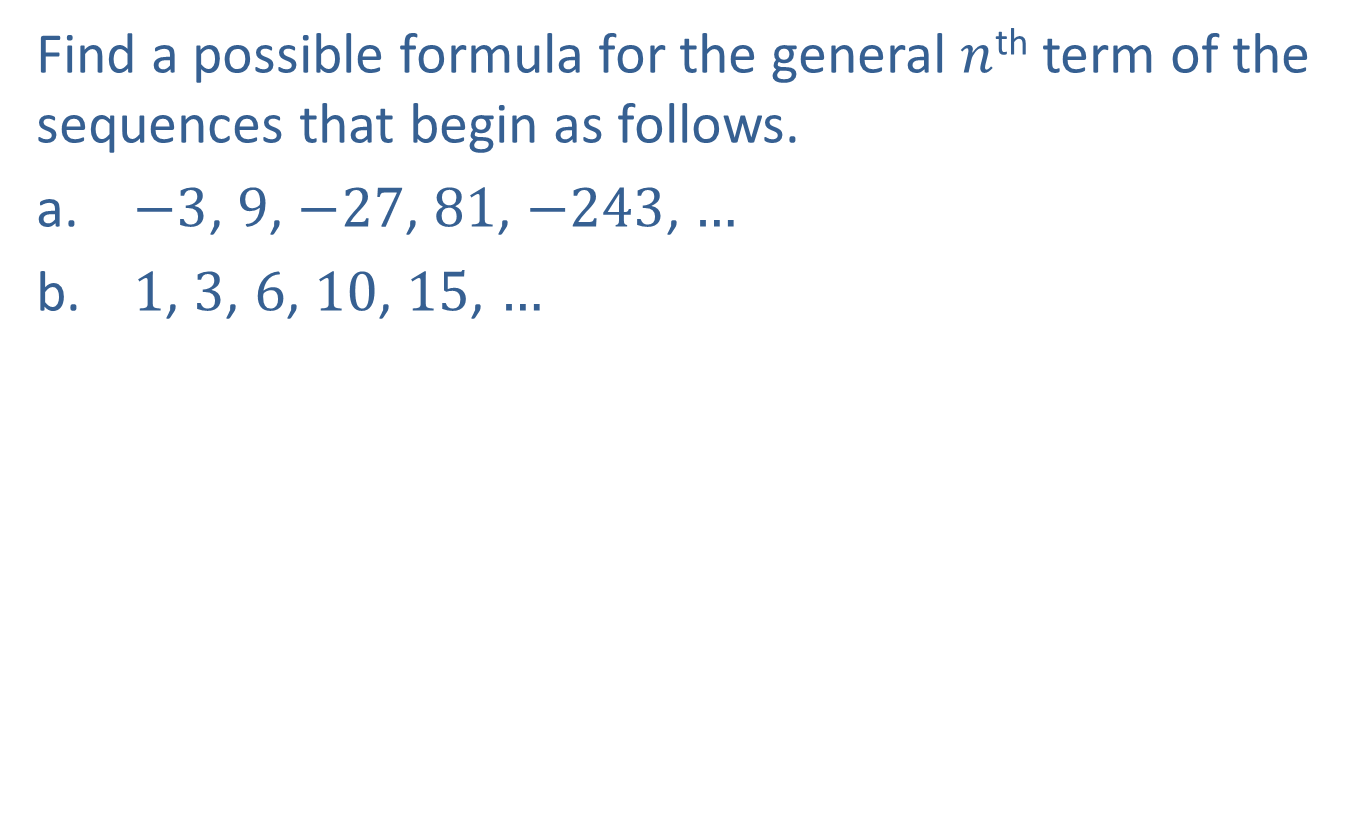 Find a possible formula for the general 𝑛ᵗʰ term of the
sequences that begin as follows.
a. −3, 9, −27, 81, −243, …
b. 1, 3, 6, 10, 15, …